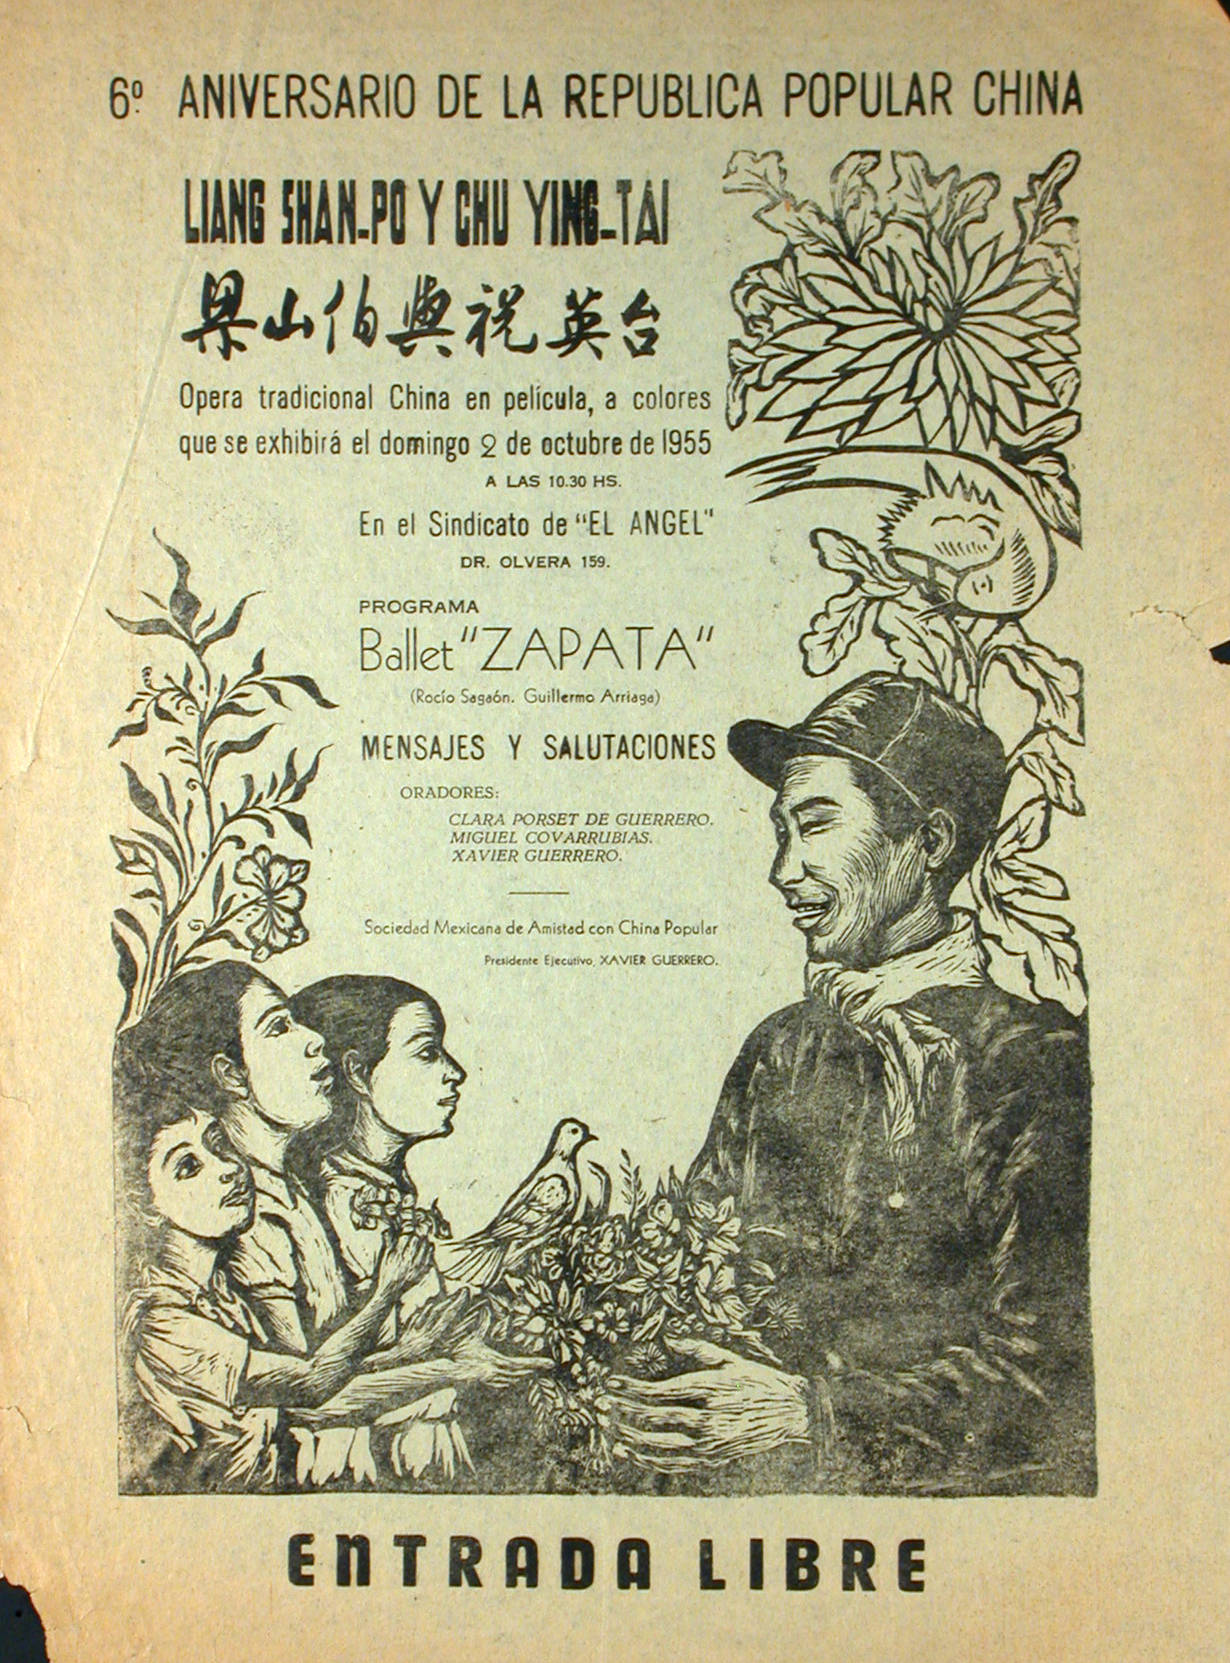 6º ANIVERSARIO DE LA REPUBLICA POPULAR CHINA
LIANG SHAN-PO Y CHU YING-TAI
梁山伯與祝英台
Opera tradicional China en película, a colores
que se exhibirá el domingo 2 de octubre de 1955
A LAS 10.30 HS.
En el Sindicato de "EL ANGEL"
DR. OLVERA 159.
PROGRAMA
Ballet "ZAPATA"
(Rocío Sagaón. Guillermo Arriaga)
MENSAJES Y SALUTACIONES
ORADORES:
CLARA PORSET DE GUERRERO.
MIGUEL COVARRUBIAS.
XAVIER GUERRERO.
Sociedad Mexicana de Amistad con China Popular
Presidente Ejecutivo, XAVIER GUERRERO.
ENTRADA LIBRE